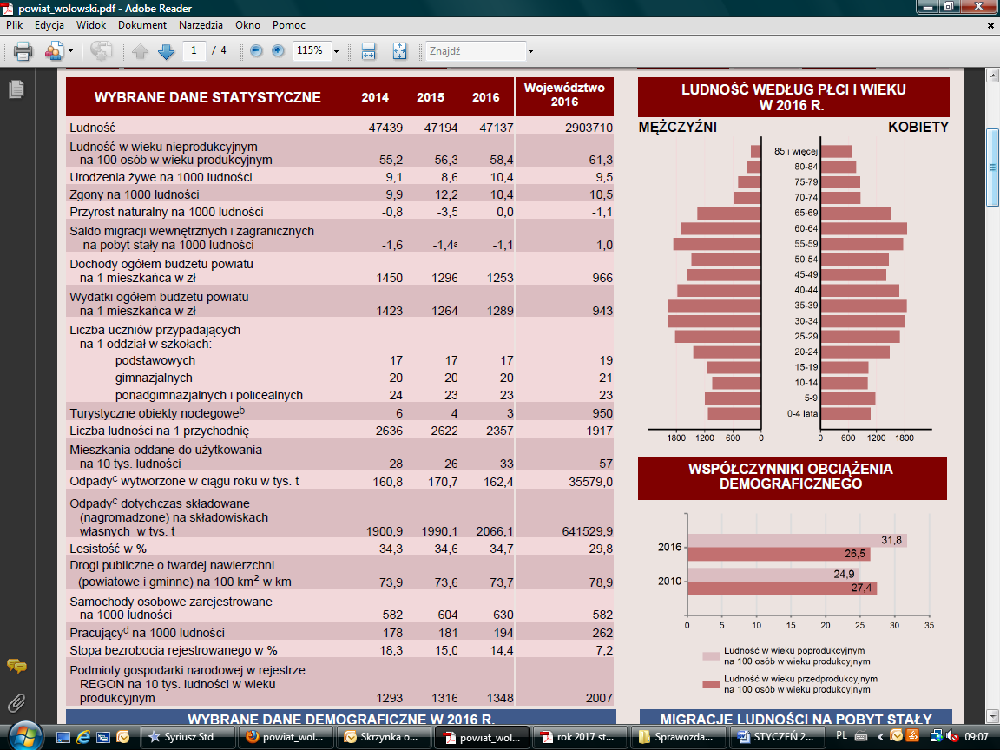 powiat_wolowski.pdf - Adobe Reader
Plik Edycja Widok Dokument Narzędzia Okno Pomoc
1 / 4 115% Znajdź
WYBRANE DANE STATYSTYCZNE 2014 2015 2016 Województwo 2016
Ludność 47439 47194 47137 2903710
Ludność w wieku nieprodukcyjnym
na 100 osób w wieku produkcyjnym 55,2 56,3 58,4 61,3
Urodzenia żywe na 1000 ludności 9,1 8,6 10,4 9,5
Zgony na 1000 ludności 9,9 12,2 10,4 10,5
Przyrost naturalny na 1000 ludności -0,8 -3,5 0,0 -1,1
Saldo migracji wewnętrznych i zagranicznych
na pobyt stały na 1000 ludności -1,6 -1,4a -1,1 1,0
Dochody ogółem budżetu powiatu
na 1 mieszkańca w zł 1450 1296 1253 966
Wydatki ogółem budżetu powiatu
na 1 mieszkańca w zł 1423 1264 1289 943
Liczba uczniów przypadających
na 1 oddział w szkołach:
podstawowych 17 17 17 19
gimnazjalnych 20 20 20 21
ponadgimnazjalnych i policealnych 24 23 23 23
Turystyczne obiekty noclegoweb 6 4 3 950
Liczba ludności na 1 przychodnię 2636 2622 2357 1917
Mieszkania oddane do użytkowania
na 10 tys. ludności 28 26 33 57
Odpadyc wytworzone w ciągu roku w tys. t 160,8 170,7 162,4 35579,0
Odpadyc dotychczas składowane
(nagromadzone) na składowiskach
własnych w tys. t 1900,9 1990,1 2066,1 641529,9
Lesistość w % 34,3 34,6 34,7 29,8
Drogi publiczne o twardej nawierzchni
(powiatowe i gminne) na 100 km² w km 73,9 73,6 73,7 78,9
Samochody osobowe zarejestrowane
na 1000 ludności 582 604 630 582
Pracującyd na 1000 ludności 178 181 194 262
Stopa bezrobocia rejestrowanego w % 18,3 15,0 14,4 7,2
Podmioty gospodarki narodowej w rejestrze
REGON na 10 tys. ludności w wieku
produkcyjnym 1293 1316 1348 2007
WYBRANE DANE DEMOGRAFICZNE W 2016 R.
LUDNOŚĆ WEDŁUG PŁCI I WIEKU
W 2016 R.
MĘŻCZYŹNI KOBIETY
85 i więcej
80-84
75-79
70-74
65-69
60-64
55-59
50-54
45-49
40-44
35-39
30-34
25-29
20-24
15-19
10-14
5-9
0-4 lata
1800 1200 600 0 0 600 1200 1800
WSPÓŁCZYNNIKI OBCIĄŻENIA
DEMOGRAFICZNEGO
31,8
2016
26,5
24,9
2010
27,4
0 5 10 15 20 25 30 35
Ludność w wieku poprodukcyjnym
na 100 osób w wieku produkcyjnym
Ludność w wieku przedprodukcyjnym
na 100 osób w wieku produkcyjnym
MIGRACJE LUDNOŚCI NA POBYT STAŁY
Syriusz Std powiat_wol... Skrzynka o... powiat_wo... rok 2017 st... Sprawozda... STYCZEŃ 2... PL 09:07